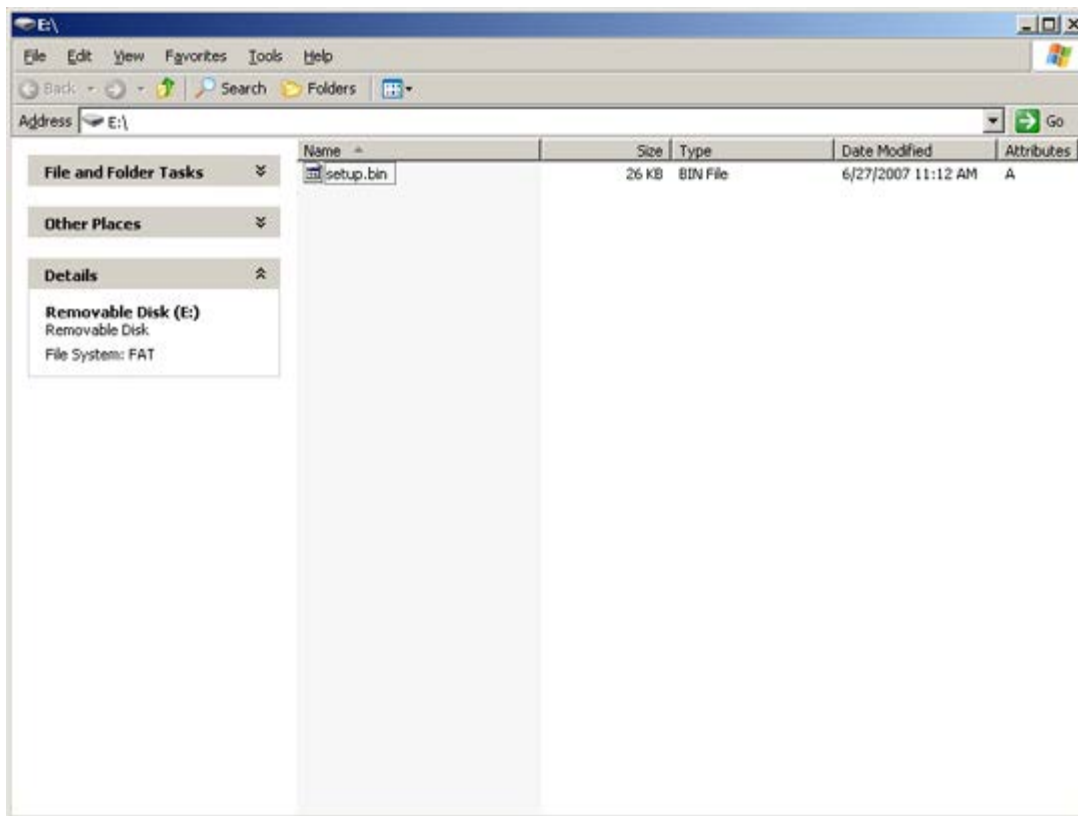 E:\
File Edit View Favorites Tools Help
Back Search Folders
Address E:\ Go
Name Size Type Date Modified Attributes
setup.bin 26 KB BIN File 6/27/2007 11:12 AM A
File and Folder Tasks
Other Places
Details
Removable Disk (E:)
Removable Disk
File System: FAT